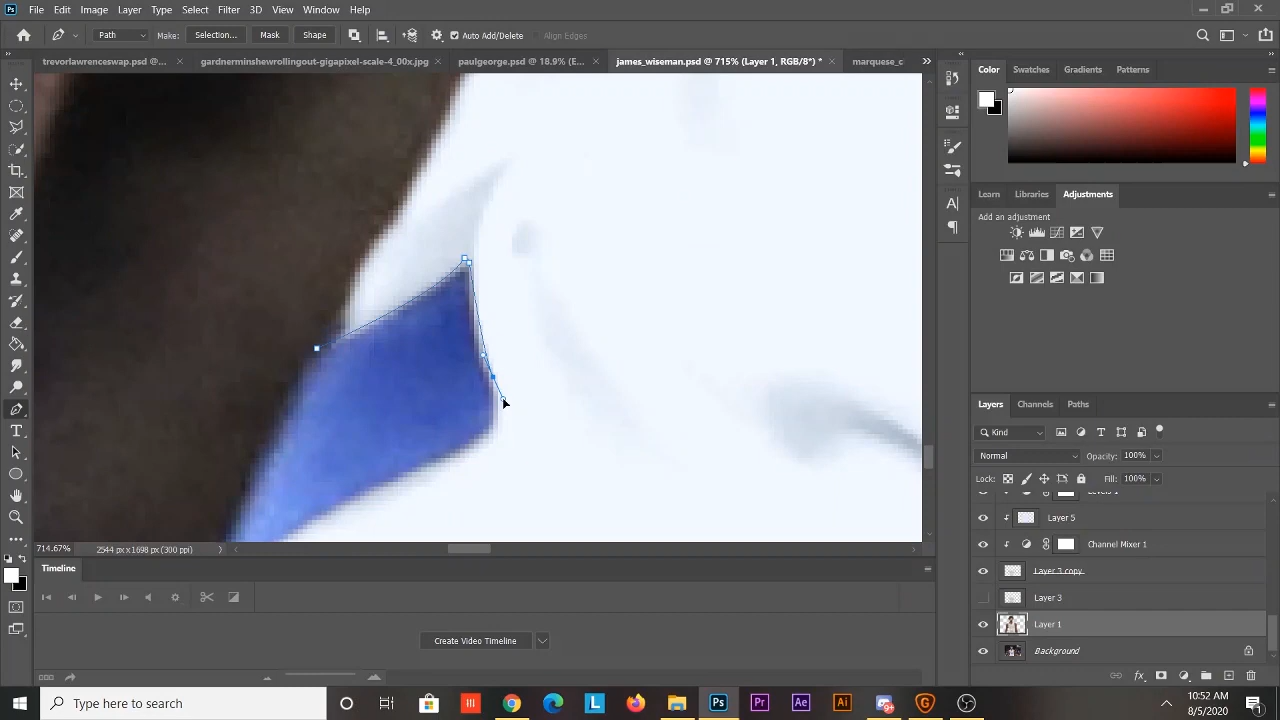 Ps File Edit Image Layer Type Select Filter 3D View Window Help
Path Make: Selection... Mask Shape Auto Add/Delete Align Edges
trevorlawrenceswap.psd @... × gardnerminshewrollingout-gigapixel-scale-4_00x.jpg × paulgeorge.psd @ 18.9% (E... × james_wiseman.psd @ 715% (Layer 1, RGB/8*) * × marquese_c
Color Swatches Gradients Patterns
Learn Libraries Adjustments
Add an adjustment
Layers Channels Paths
Kind
Normal Opacity: 100%
Lock: Fill: 100%
Layer 5
Channel Mixer 1
Layer 3 copy
Layer 3
Layer 1
Background
714.67% 2544 px x 1698 px (300 ppi)
Timeline
Create Video Timeline
Type here to search
Ps Pr Ae Ai
10:52 AM
8/5/2020